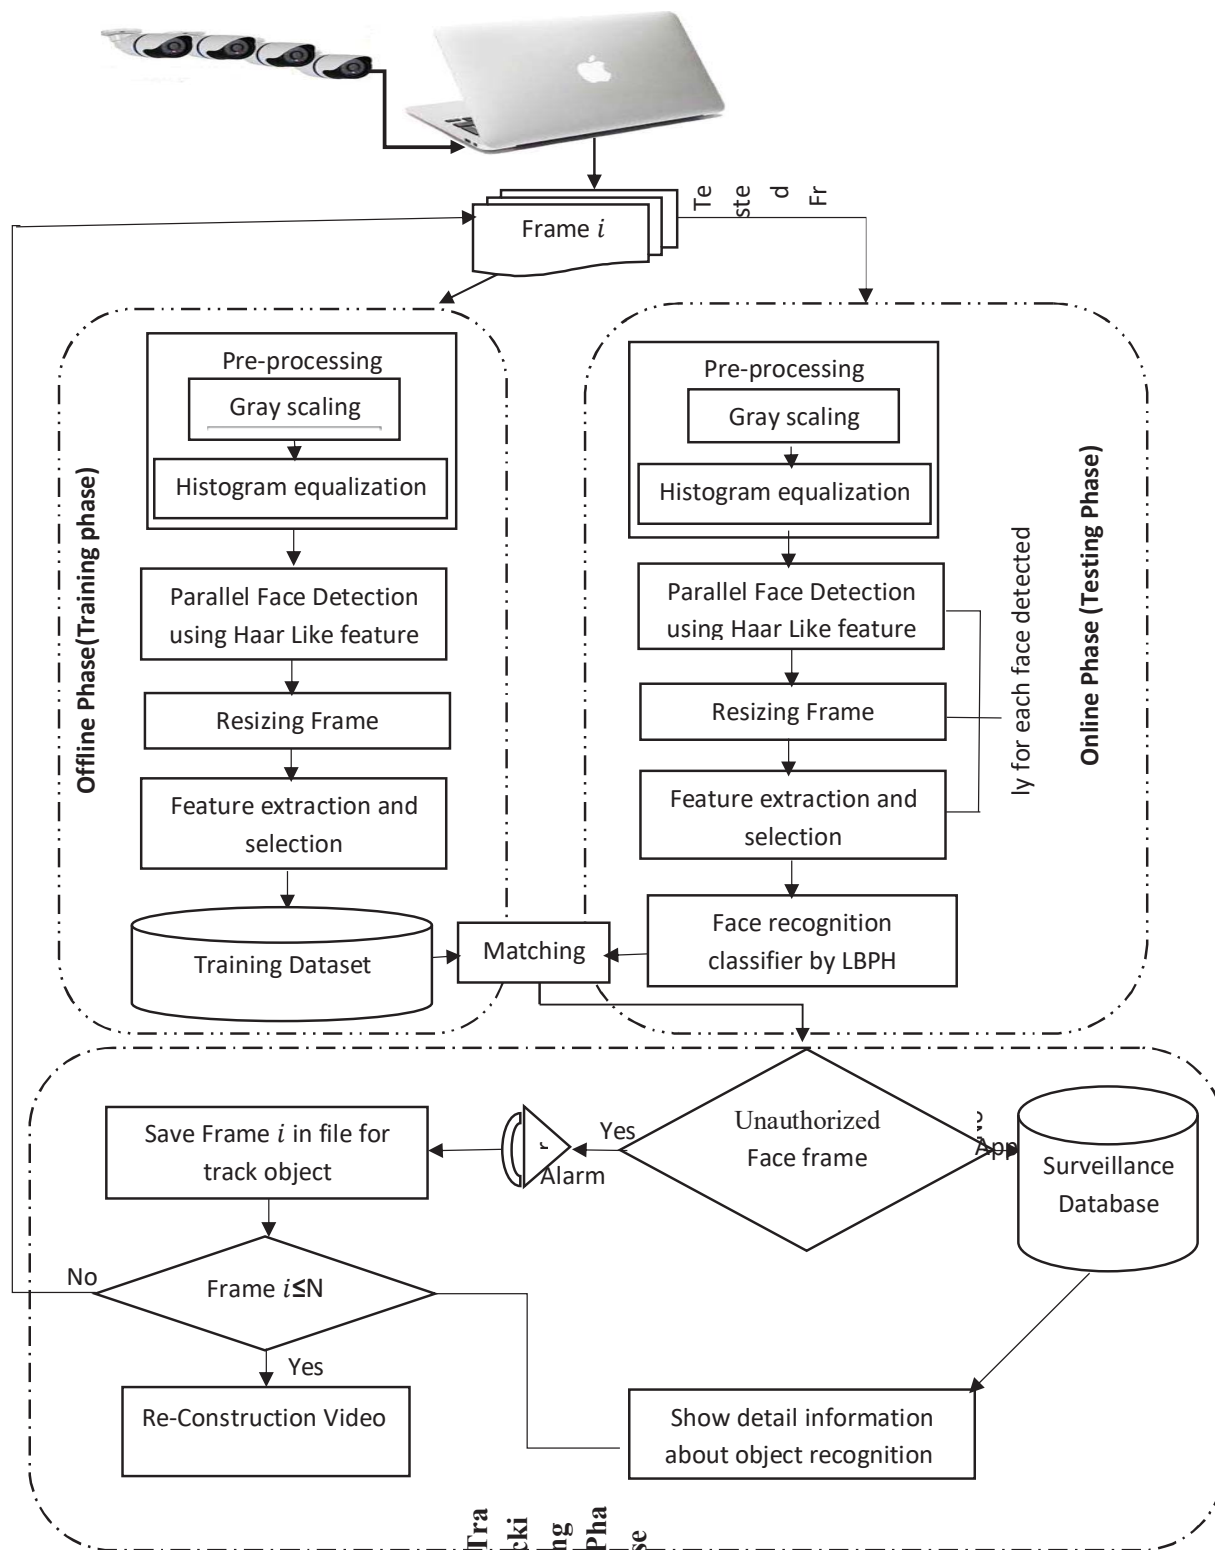 Te
ste
d
Fr
Frame i
Offline Phase(Training phase)
Pre-processing
Gray scaling
Histogram equalization
Parallel Face Detection
using Haar Like feature
Resizing Frame
Feature extraction and
selection
Training Dataset
Pre-processing
Gray scaling
Histogram equalization
Parallel Face Detection
using Haar Like feature
Resizing Frame
Feature extraction and
selection
Face recognition
classifier by LBPH
ly for each face detected
Online Phase (Testing Phase)
Matching
Unauthorized
Face frame
Yes
r
Alarm
No
App
Surveillance
Database
Save Frame i in file for
track object
Frame i≤N
No
Yes
Re-Construction Video
Show detail information
about object recognition
Tra
cki
ng
Pha
se